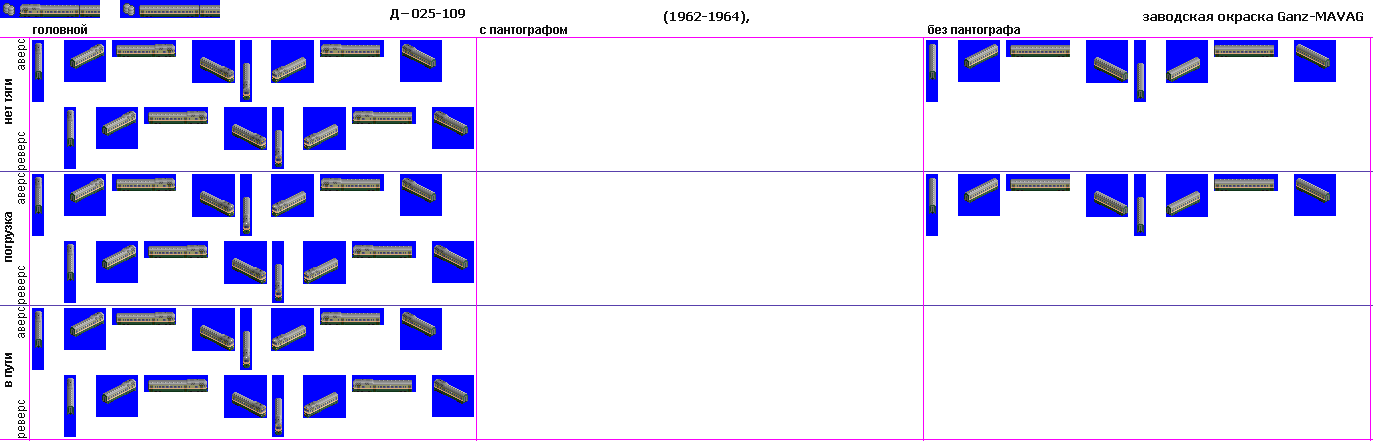 Д-025-109
(1962-1964),
заводская окраска Ganz-MAVAG
головной
с пантографом
без пантографа
нет тяги
аверс
реверс
погрузка
аверс
реверс
в пути
аверс
реверс